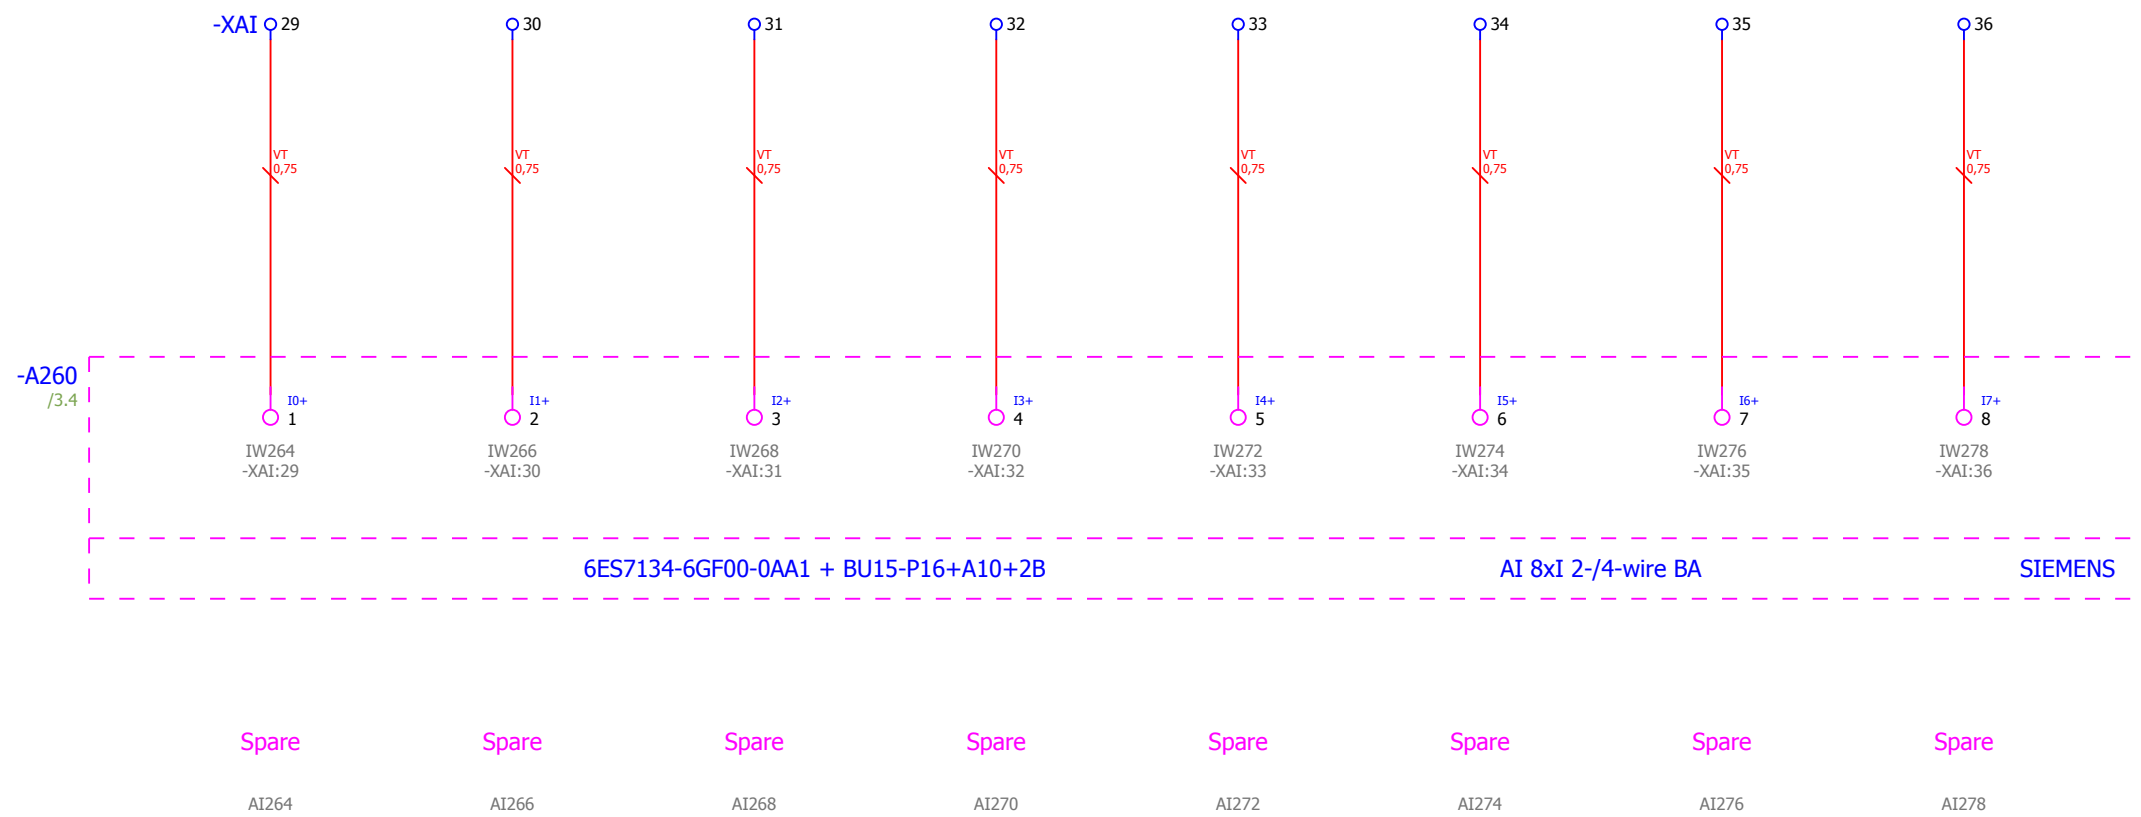 -XAI 29 30 31 32 33 34 35 36
VT VT VT VT VT VT VT VT
0,75 0,75 0,75 0,75 0,75 0,75 0,75 0,75
-A260
/3.4
I0+ I1+ I2+ I3+ I4+ I5+ I6+ I7+
1 2 3 4 5 6 7 8
IW264 IW266 IW268 IW270 IW272 IW274 IW276 IW278
-XAI:29 -XAI:30 -XAI:31 -XAI:32 -XAI:33 -XAI:34 -XAI:35 -XAI:36
6ES7134-6GF00-0AA1 + BU15-P16+A10+2B AI 8xI 2-/4-wire BA SIEMENS
Spare Spare Spare Spare Spare Spare Spare Spare
AI264 AI266 AI268 AI270 AI272 AI274 AI276 AI278